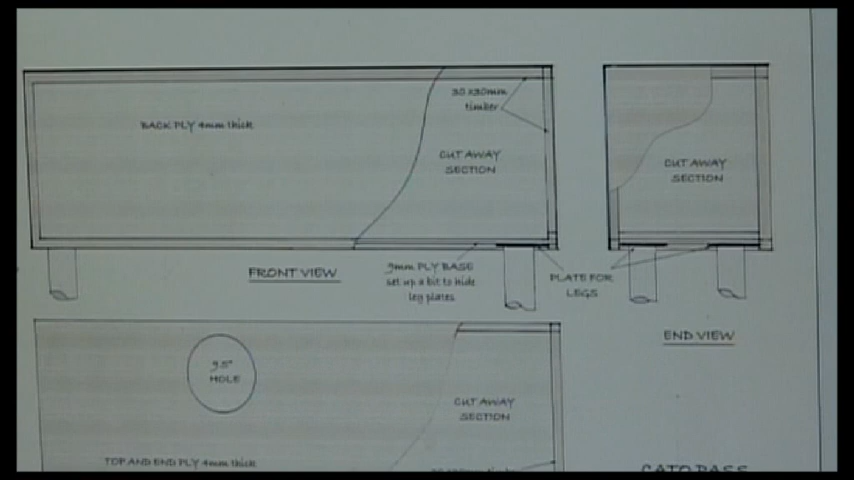 BACK PLY 4mm thick
30 x30mm
timber
CUT AWAY
SECTION
CUT AWAY
SECTION
FRONT VIEW
9mm PLY BASE
set up a bit to hide
leg plates
PLATE FOR
LEGS
END VIEW
9.5"
HOLE
CUT AWAY
SECTION
TOP AND END PLY 4mm thick
timber